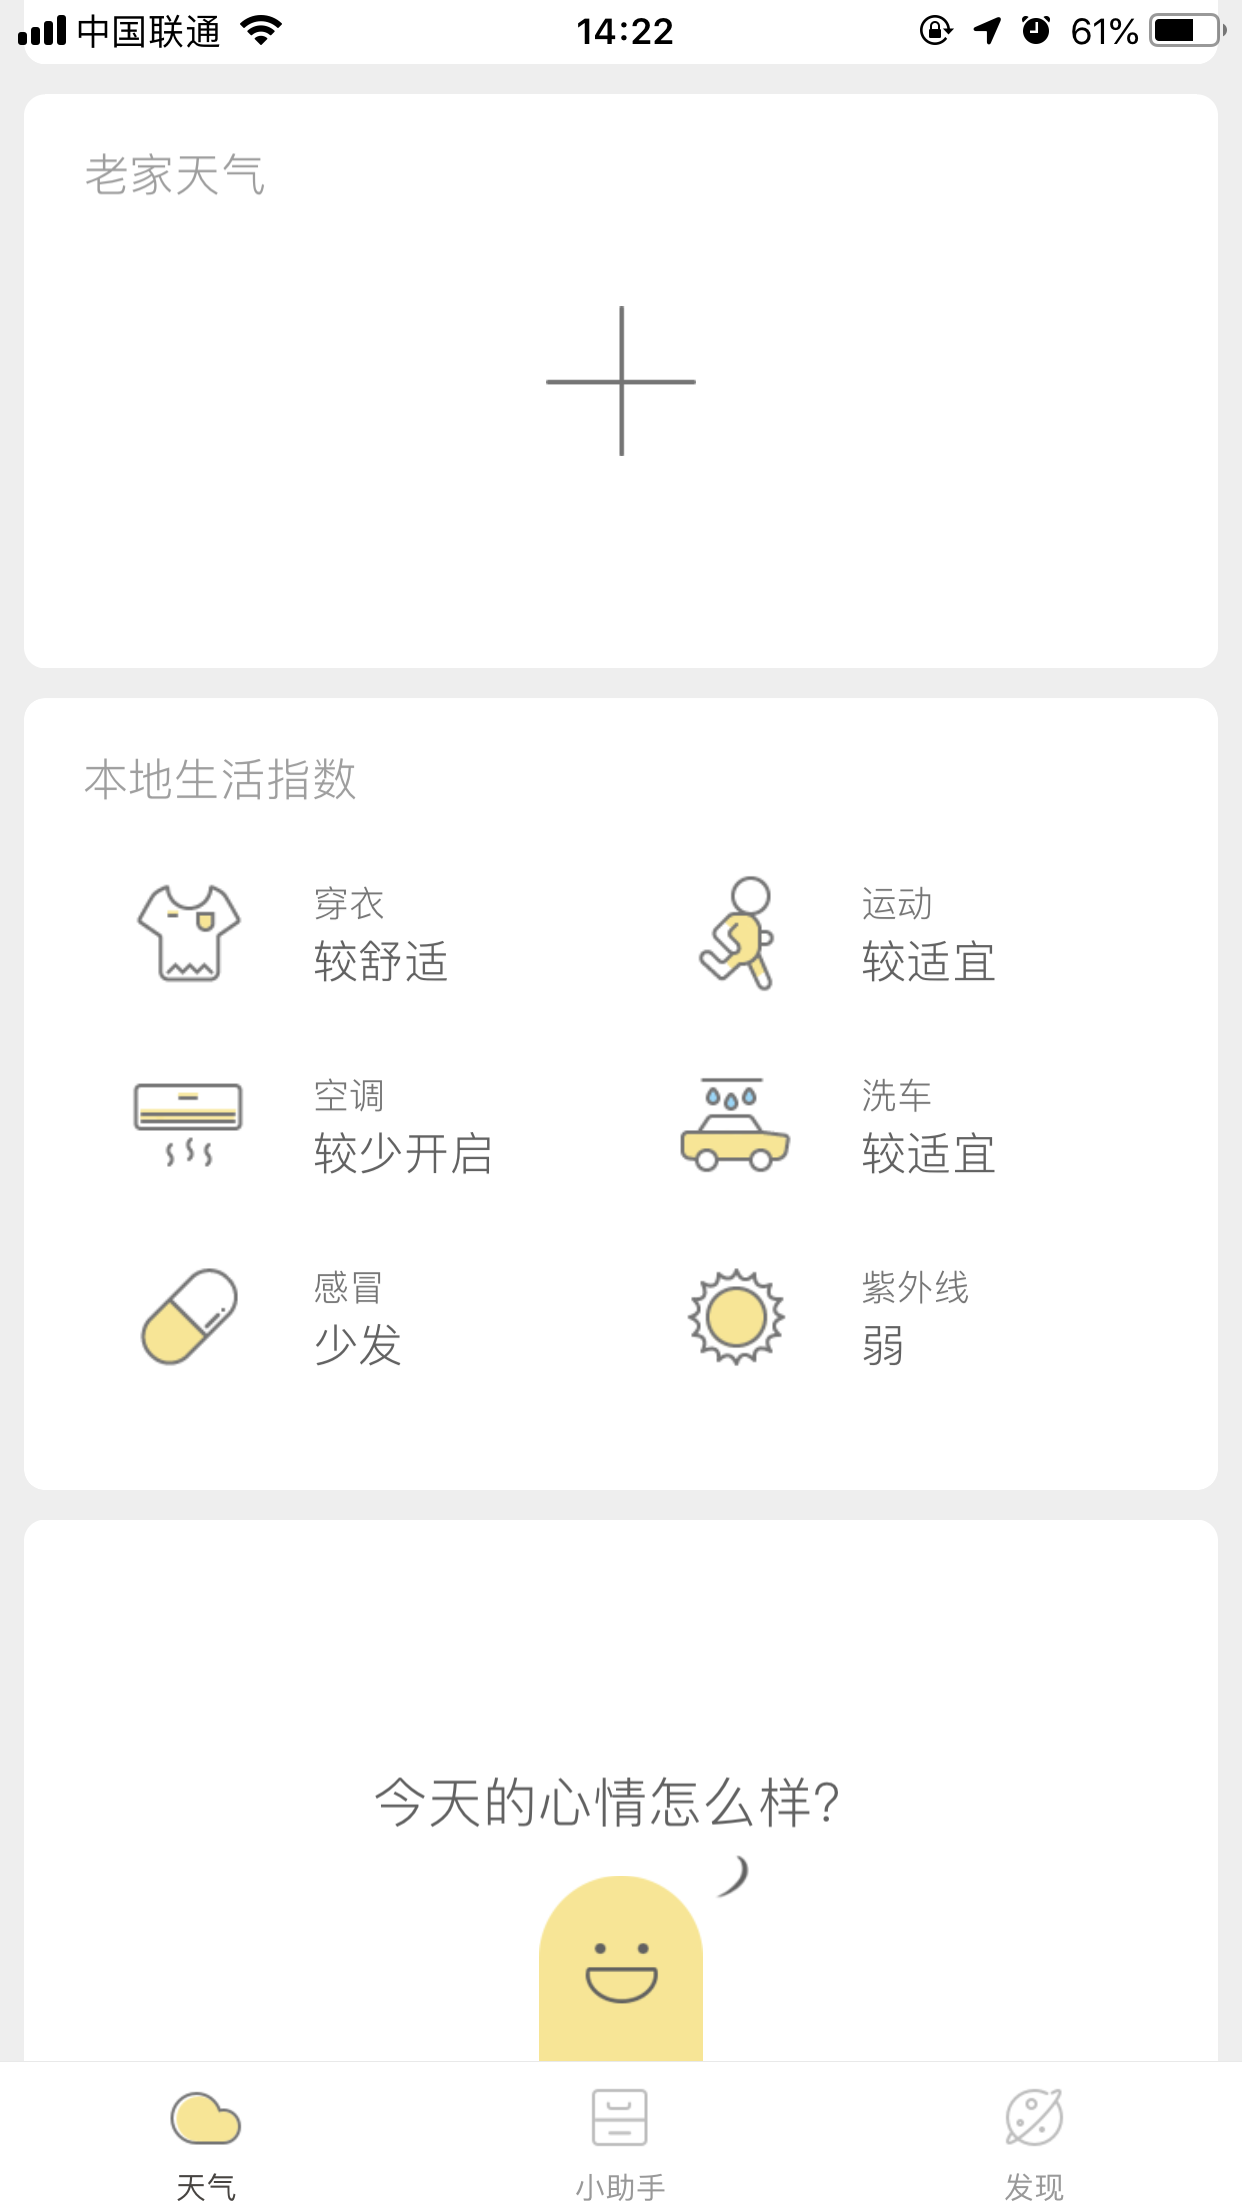 中国联通 14:22 61%
老家天气
本地生活指数
穿衣 运动
较舒适 较适宜
空调 洗车
较少开启 较适宜
感冒 紫外线
少发 弱
今天的心情怎么样?
天气 小助手 发现